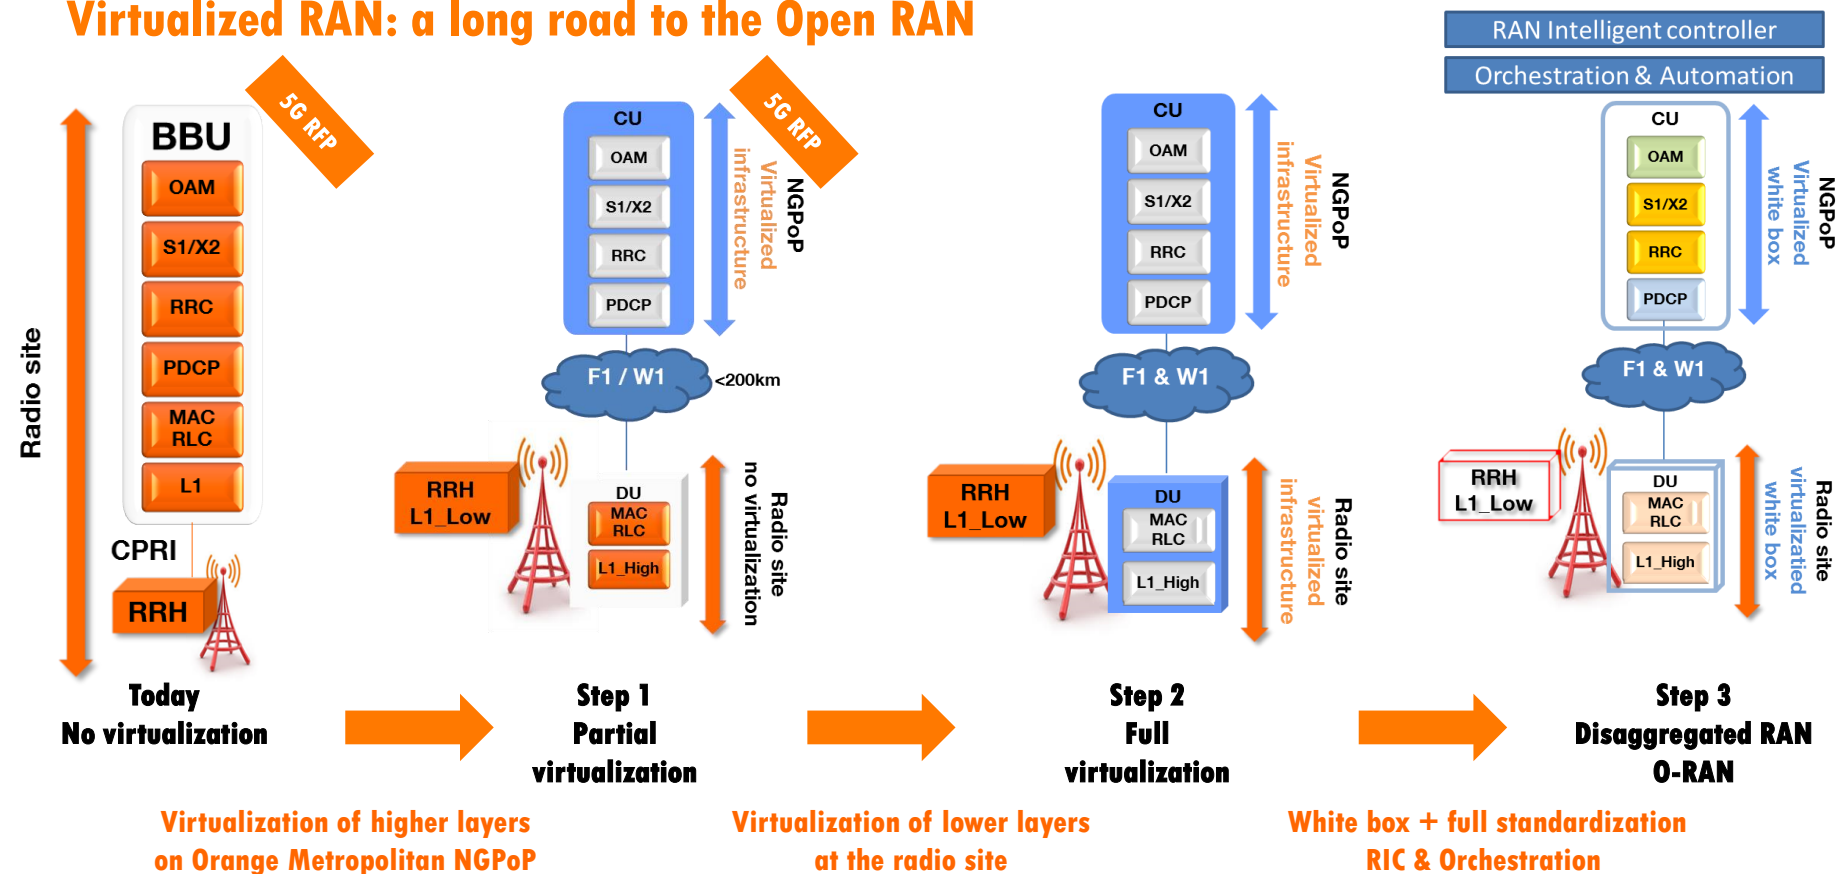 Virtualized RAN: a long road to the Open RAN
RAN Intelligent controller
Orchestration & Automation
Radio site
BBU
OAM
S1/X2
RRC
PDCP
MAC
RLC
L1
CPRI
RRH
5G RFP
CU
OAM
S1/X2
RRC
PDCP
Virtualized
infrastructure
NGPoP
F1 / W1
<200km
RRH
L1_Low
DU
MAC
RLC
L1_High
Radio site
no virtualization
5G RFP
CU
OAM
S1/X2
RRC
PDCP
Virtualized
infrastructure
NGPoP
F1 & W1
RRH
L1_Low
DU
MAC
RLC
L1_High
Radio site
virtualized
infrastructure
CU
OAM
S1/X2
RRC
PDCP
NGPoP
Virtualized
white box
F1 & W1
RRH
L1_Low
DU
MAC
RLC
L1_High
Radio site
virtualizatied
white box
Today
No virtualization
Step 1
Partial
virtualization
Step 2
Full
virtualization
Step 3
Disaggregated RAN
O-RAN
Virtualization of higher layers
on Orange Metropolitan NGPoP
Virtualization of lower layers
at the radio site
White box + full standardization
RIC & Orchestration